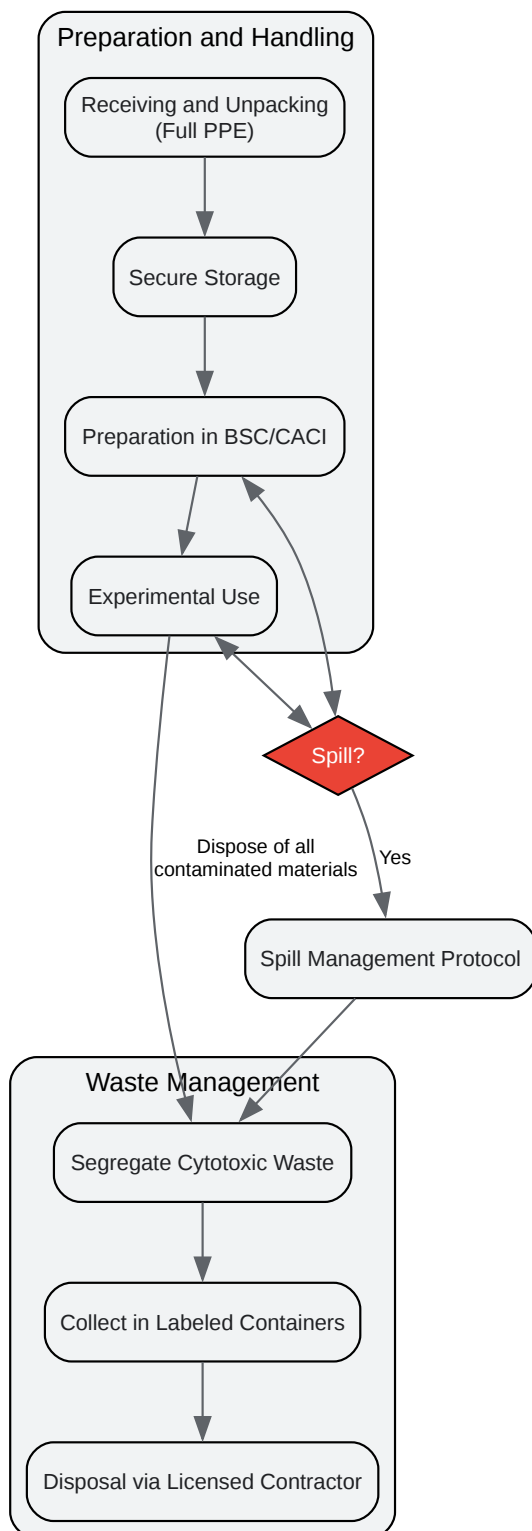 Preparation and Handling
Receiving and Unpacking
(Full PPE)
Secure Storage
Preparation in BSC/CACI
Experimental Use
Spill?
Dispose of all
contaminated materials
Yes
Spill Management Protocol
Waste Management
Segregate Cytotoxic Waste
Collect in Labeled Containers
Disposal via Licensed Contractor